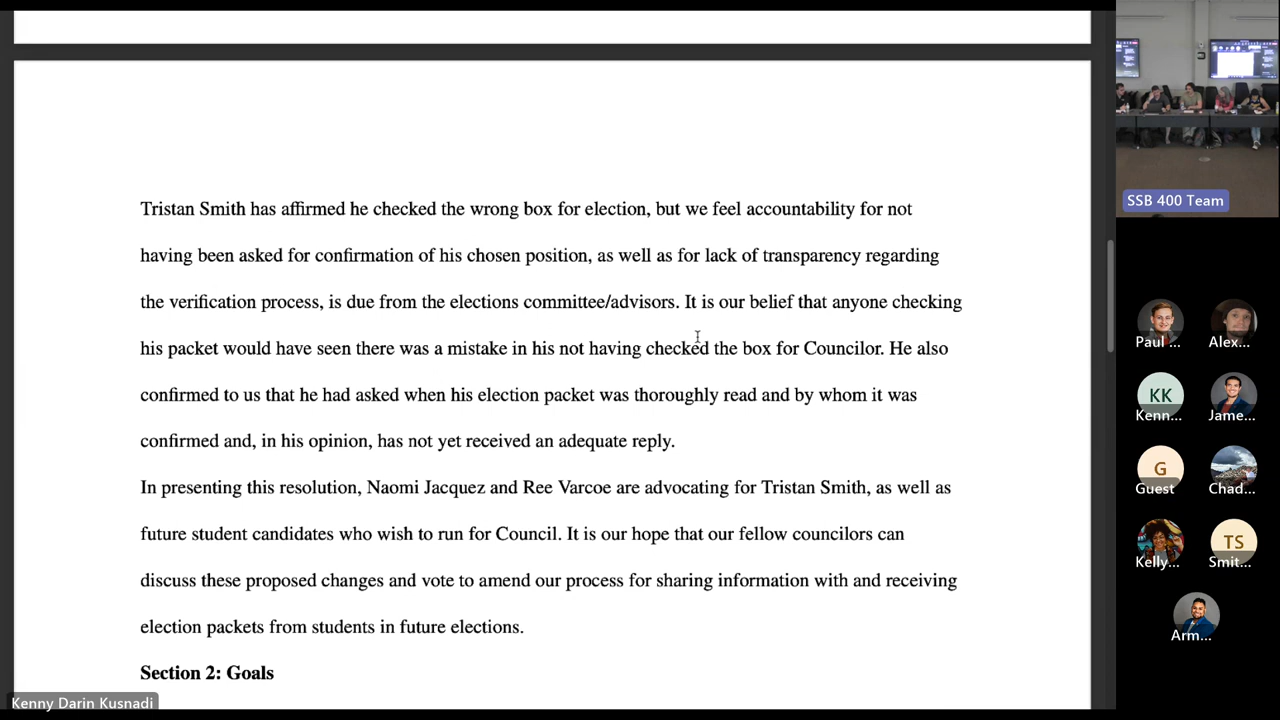 Tristan Smith has affirmed he checked the wrong box for election, but we feel accountability for not
having been asked for confirmation of his chosen position, as well as for lack of transparency regarding
the verification process, is due from the elections committee/advisors. It is our belief that anyone checking
his packet would have seen there was a mistake in his not having checked the box for Councilor. He also
confirmed to us that he had asked when his election packet was thoroughly read and by whom it was
confirmed and, in his opinion, has not yet received an adequate reply.
In presenting this resolution, Naomi Jacquez and Ree Varcoe are advocating for Tristan Smith, as well as
future student candidates who wish to run for Council. It is our hope that our fellow councilors can
discuss these proposed changes and vote to amend our process for sharing information with and receiving
election packets from students in future elections.
Section 2: Goals
Kenny Darin Kusnadi
SSB 400 Team
Paul ...
Alex...
KK
Kenn...
Jame...
G
Guest
Chad...
Kelly...
TS
Smit...
Arm...